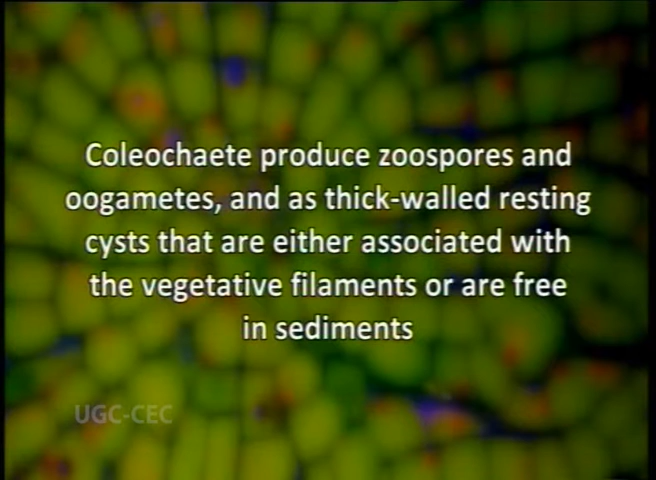 Coleochaete produce zoospores and
oogametes, and as thick-walled resting
cysts that are either associated with
the vegetative filaments or are free
in sediments
UGC-CEC